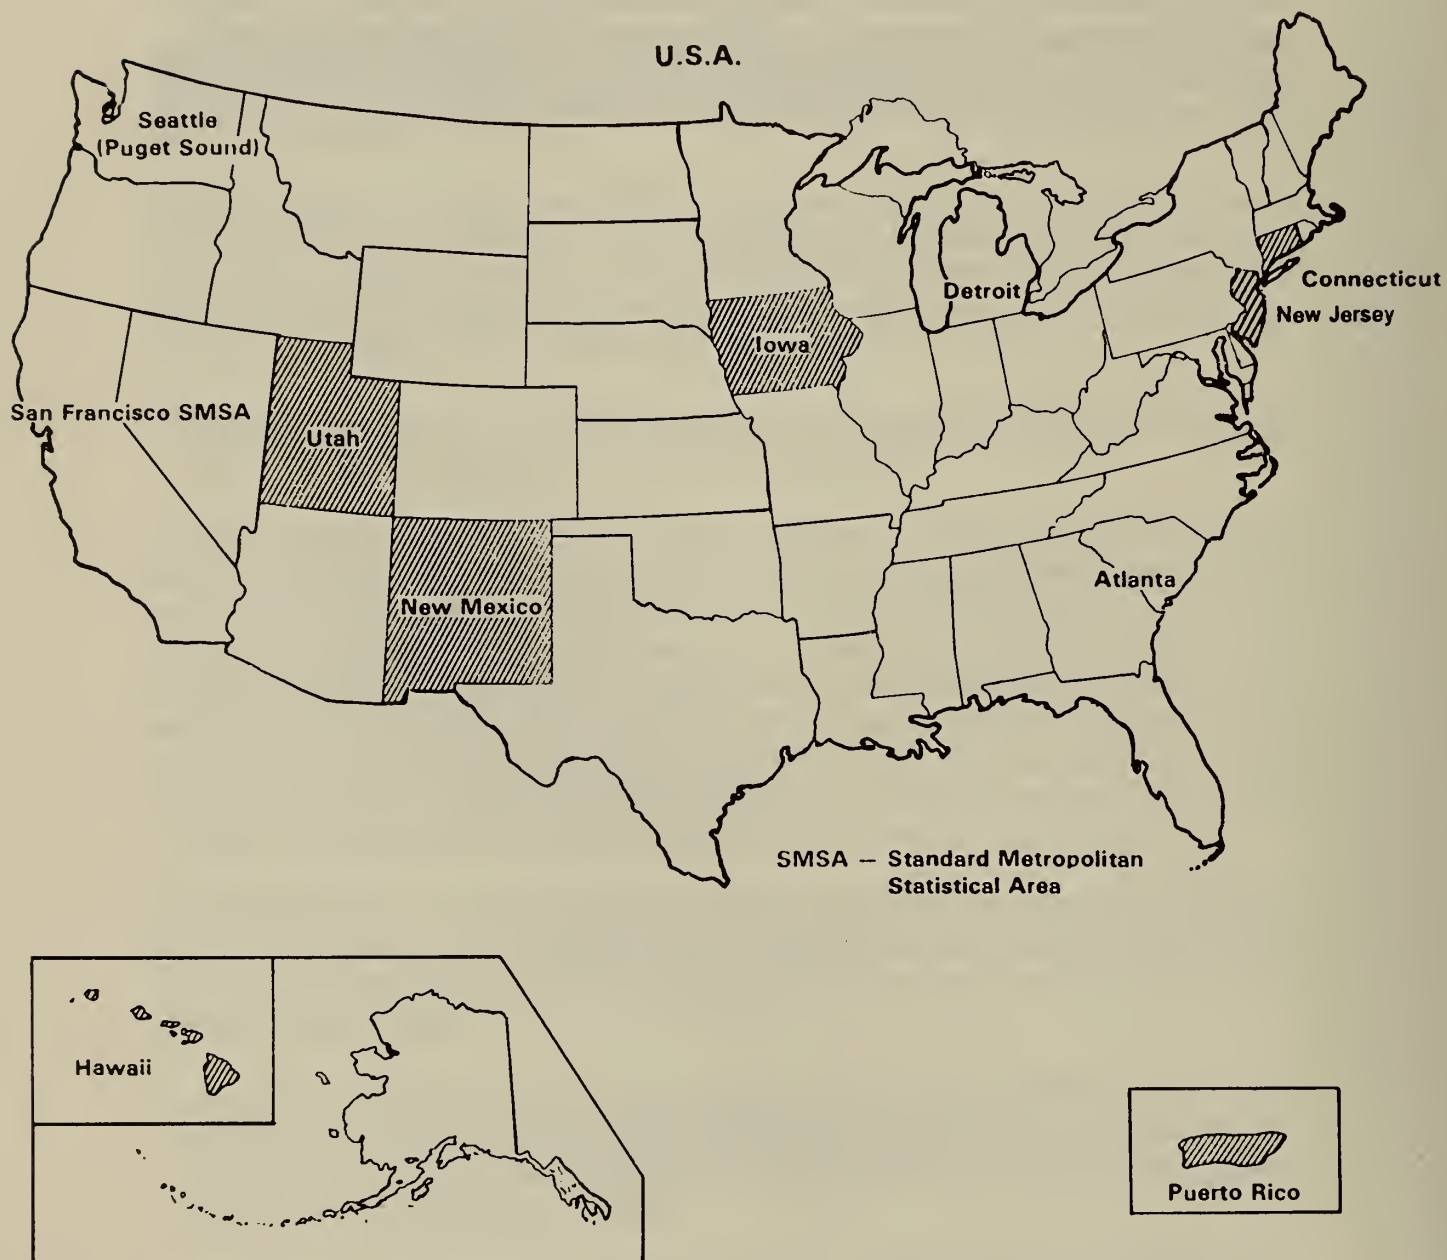 U.S.A.
Seattle
(Puget Sound)
Connecticut
Detroit
New Jersey
Iowa
San Francisco SMSA
Utah
Atlanta
New Mexico
SMSA — Standard Metropolitan
Statistical Area
Hawaii
Puerto Rico